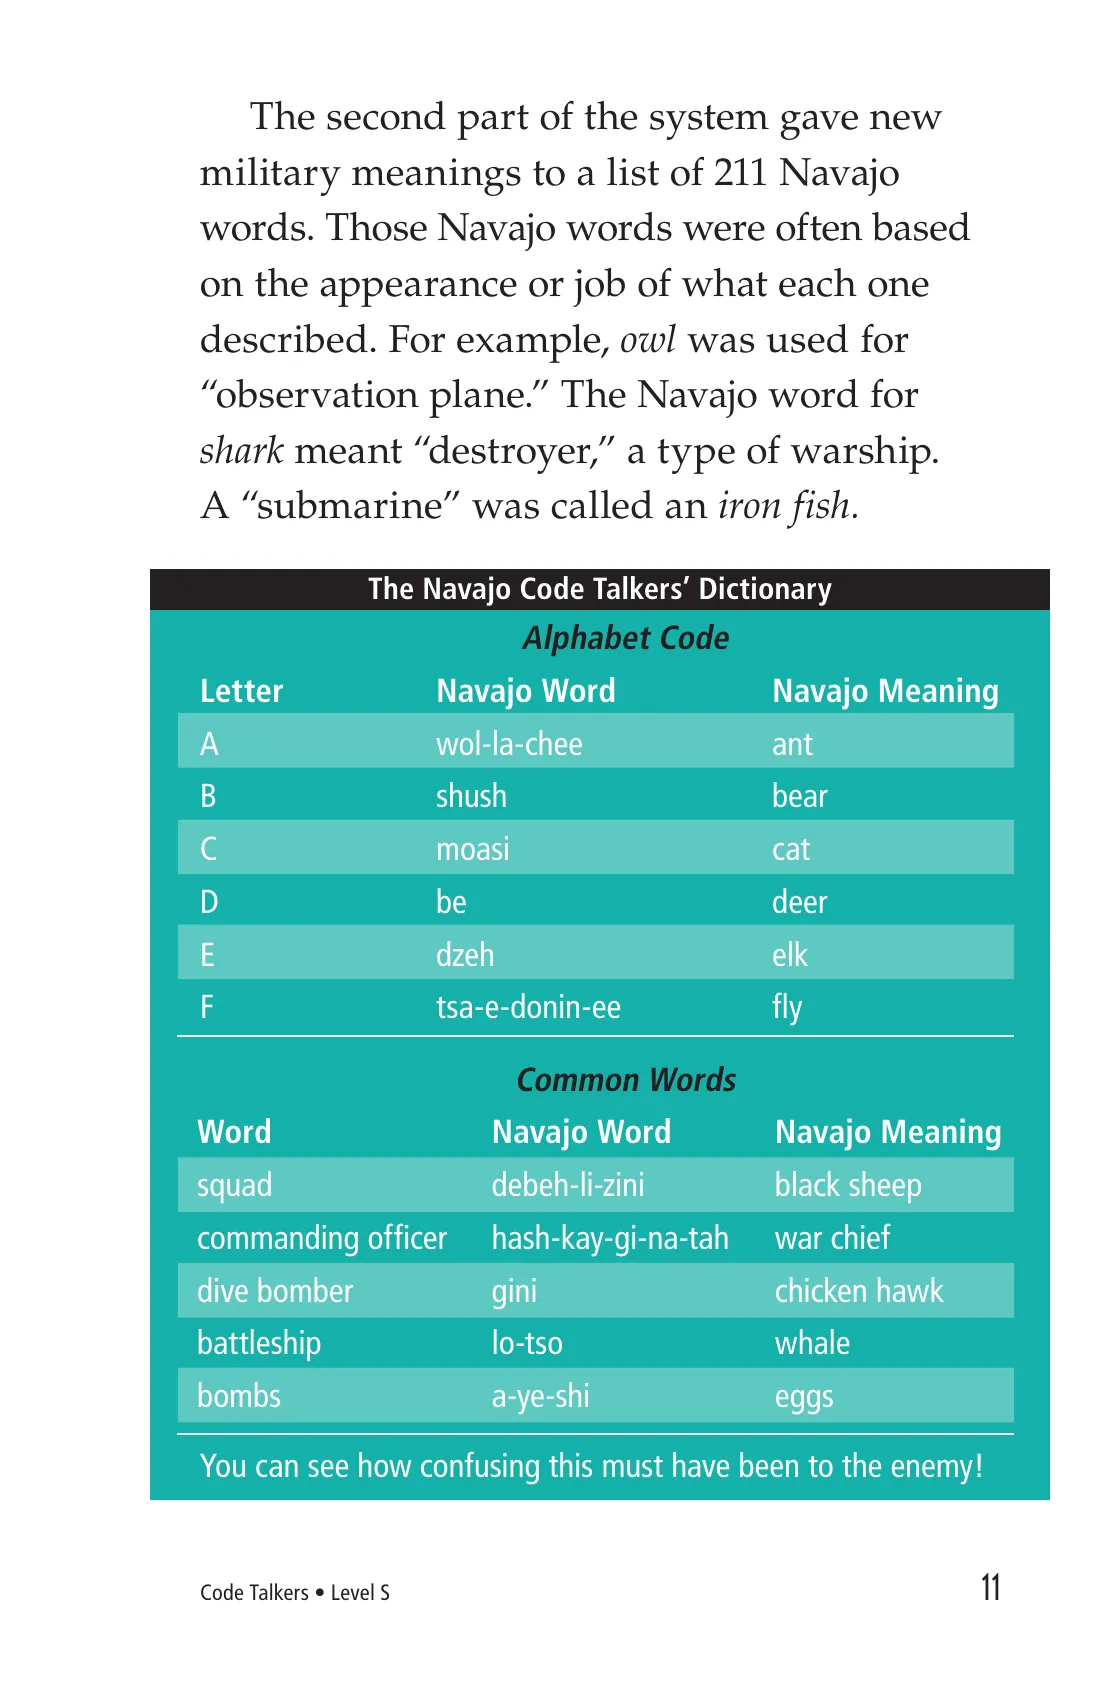 The second part of the system gave new
military meanings to a list of 211 Navajo
words. Those Navajo words were often based
on the appearance or job of what each one
described. For example, owl was used for
“observation plane.” The Navajo word for
shark meant “destroyer,” a type of warship.
A “submarine” was called an iron fish.
The Navajo Code Talkers’ Dictionary
Alphabet Code
Letter Navajo Word Navajo Meaning
A wol-la-chee ant
B shush bear
C moasi cat
D be deer
E dzeh elk
F tsa-e-donin-ee fly
Common Words
Word Navajo Word Navajo Meaning
squad debeh-li-zini black sheep
commanding officer hash-kay-gi-na-tah war chief
dive bomber gini chicken hawk
battleship lo-tso whale
bombs a-ye-shi eggs
You can see how confusing this must have been to the enemy!
Code Talkers • Level S 11